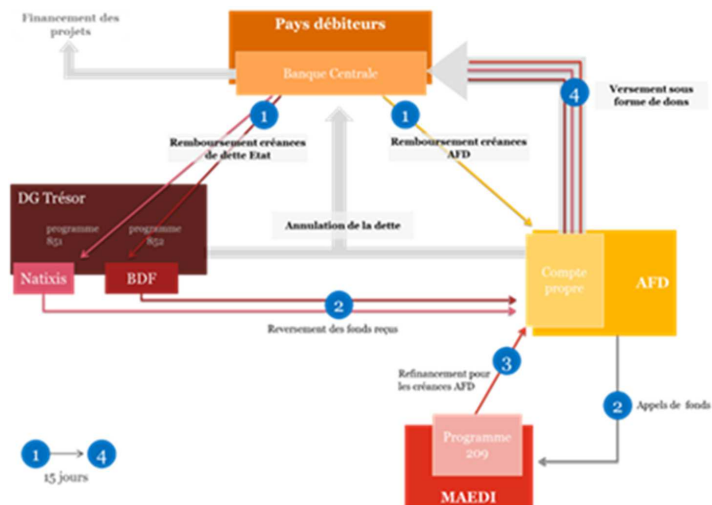 Financement des
projets
Pays débiteurs
Banque Centrale
4
Versement sous
forme de dons
1
1
Remboursement créances
de dette Etat
Remboursement créances
AFD
DG Trésor
programme
851
programme
852
Annulation de la dette
Natixis
BDF
Compte
propre
AFD
2
Reversement des fonds reçus
Refinancement pour
les créances AFD
3
2
Appels de fonds
Programme
209
MAEDI
1
4
15 jours